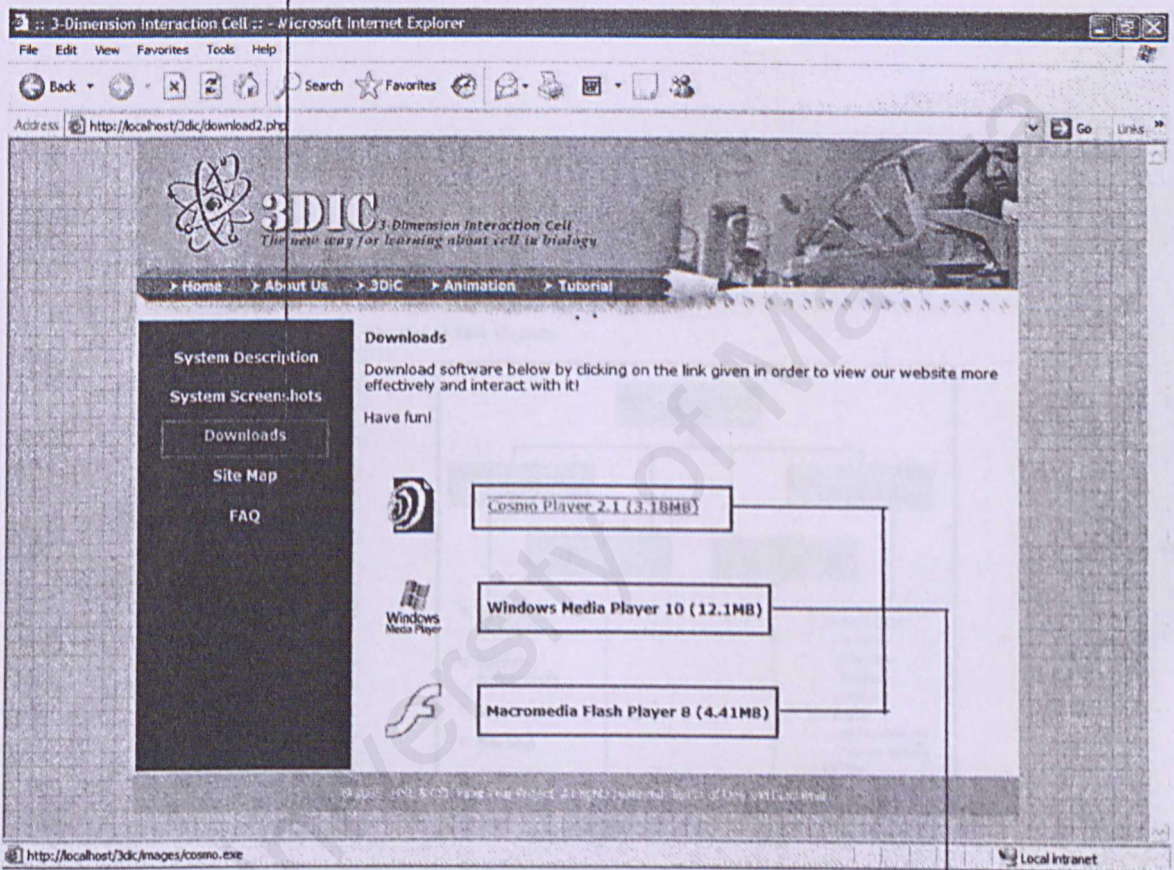 :: 3-Dimension Interaction Cell :: - Microsoft Internet Explorer
File Edit View Favorites Tools Help
Back Search Favorites
Address http://localhost/3dic/download2.php Go Links »
3DIC 3-Dimension Interaction Cell
The new way for learning about cell in biology
> Home > About Us > 3DiC > Animation > Tutorial
System Description
System Screenshots
Downloads
Site Map
FAQ
Downloads
Download software below by clicking on the link given in order to view our website more
effectively and interact with it!
Have fun!
Cosmo Player 2.1 (3.18MB)
Windows Media Player
Windows Media Player 10 (12.1MB)
Macromedia Flash Player 8 (4.41MB)
http://localhost/3dic/images/cosmo.exe Local intranet
University of Malaya